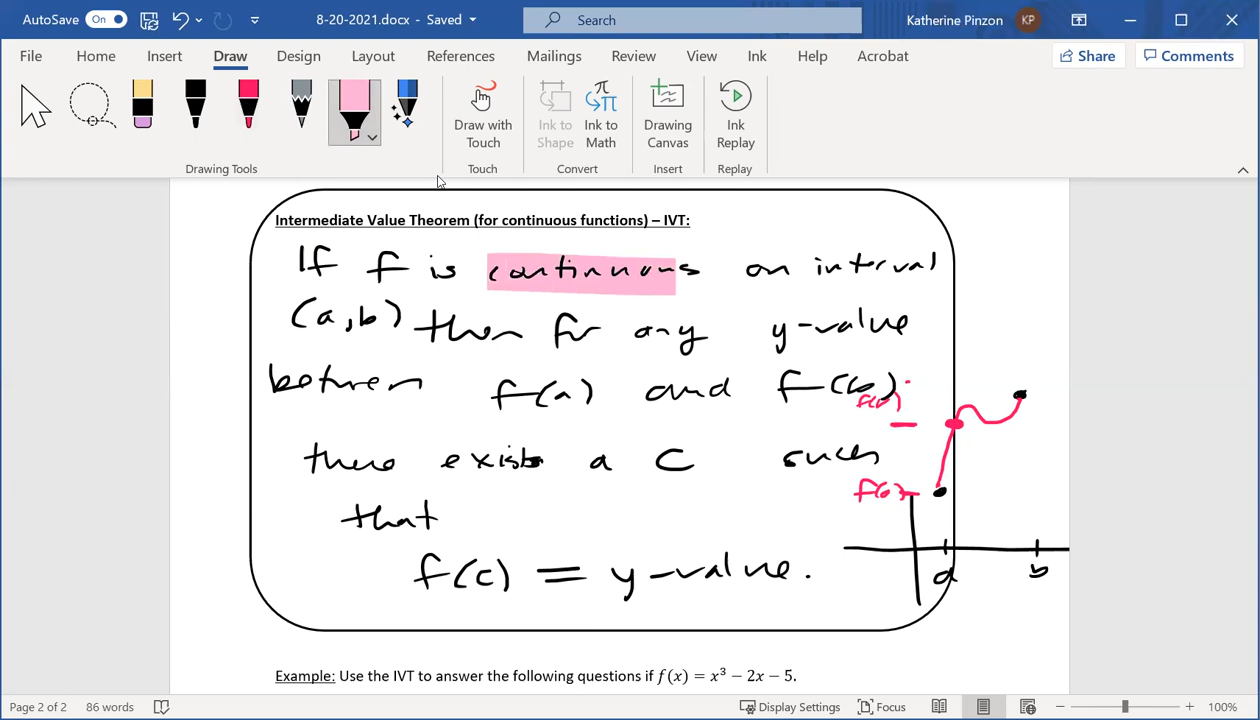 AutoSave On 8-20-2021.docx - Saved Search Katherine Pinzon KP
File Home Insert Draw Design Layout References Mailings Review View Ink Help Acrobat Share Comments
Draw with Touch
Ink to Shape
Ink to Math
Drawing Canvas
Ink Replay
Drawing Tools Touch Convert Insert Replay
Intermediate Value Theorem (for continuous functions) – IVT:
If f is continuous on interval
(a,b) then for any y-value
between f(a) and f(b)
there exists a C such
that
f(c) = y-value.
f(b)
f(a)
a b
Example: Use the IVT to answer the following questions if f(x) = x³ − 2x − 5.
Page 2 of 2 86 words Display Settings Focus 100%